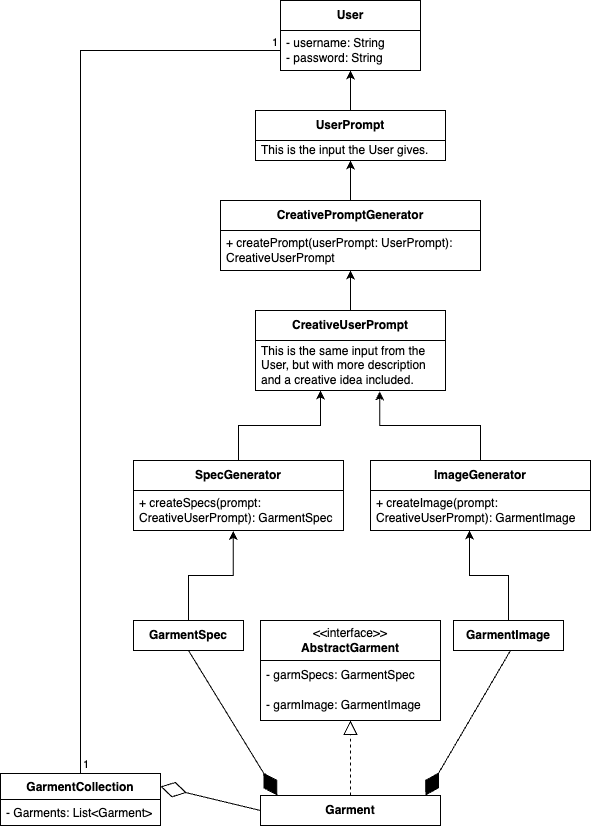 User
- username: String
- password: String
1
UserPrompt
This is the input the User gives.
CreativePromptGenerator
+ createPrompt(userPrompt: UserPrompt):
CreativeUserPrompt
CreativeUserPrompt
This is the same input from the
User, but with more description
and a creative idea included.
SpecGenerator
+ createSpecs(prompt:
CreativeUserPrompt): GarmentSpec
ImageGenerator
+ createImage(prompt:
CreativeUserPrompt): GarmentImage
GarmentSpec
<<interface>>
AbstractGarment
- garmSpecs: GarmentSpec
- garmImage: GarmentImage
GarmentImage
1
GarmentCollection
- Garments: List<Garment>
Garment